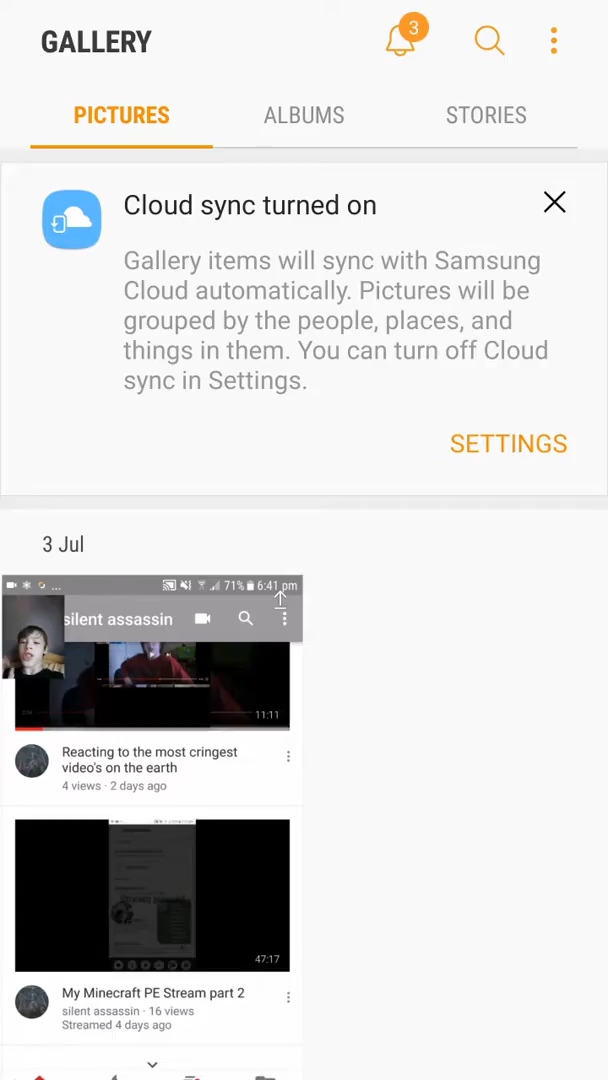 GALLERY
3
PICTURES
ALBUMS
STORIES
Cloud sync turned on
Gallery items will sync with Samsung
Cloud automatically. Pictures will be
grouped by the people, places, and
things in them. You can turn off Cloud
sync in Settings.
SETTINGS
3 Jul
... 71% 6:41 pm
silent assassin
11:11
Reacting to the most cringest
video's on the earth
4 views · 2 days ago
47:17
My Minecraft PE Stream part 2
silent assassin · 16 views
Streamed 4 days ago